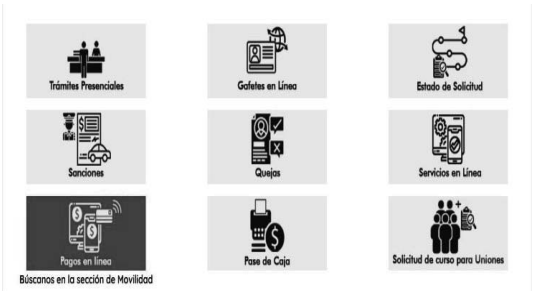 Trámites Presenciales
Gafetes en Línea
Estado de Solicitud
Sanciones
Quejas
Servicios en Línea
Pagos en línea
Pase de Caja
Solicitud de curso para Uniones
Búscanos en la sección de Movilidad